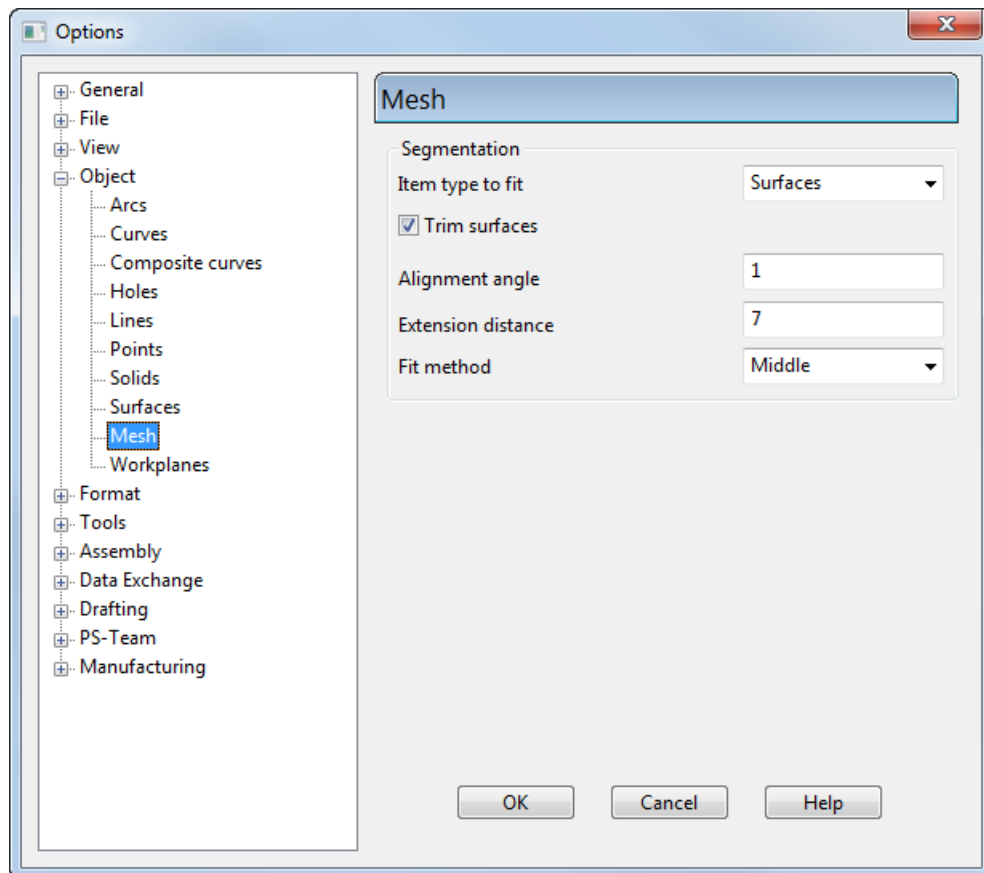 Options
General
File
View
Object
Arcs
Curves
Composite curves
Holes
Lines
Points
Solids
Surfaces
Mesh
Workplanes
Format
Tools
Assembly
Data Exchange
Drafting
PS-Team
Manufacturing
Mesh
Segmentation
Item type to fit Surfaces
Trim surfaces
Alignment angle 1
Extension distance 7
Fit method Middle
OK Cancel Help